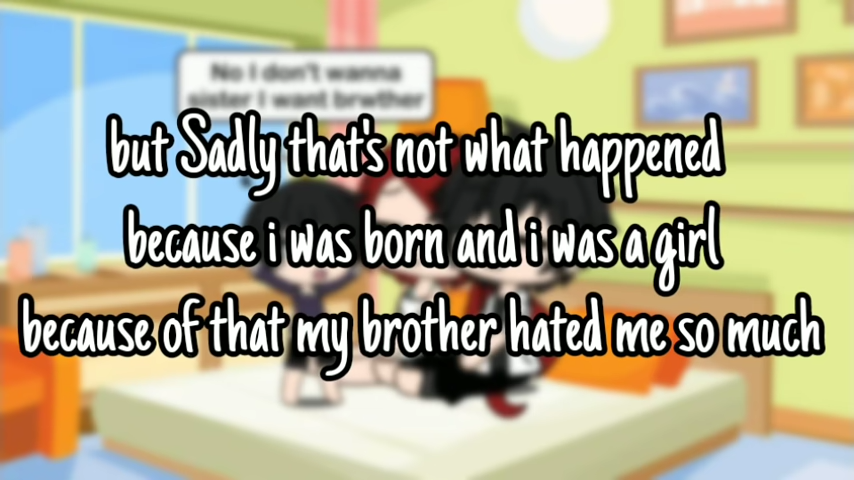 No I don't wanna
sister I want brwther
but Sadly that's not what happened
because i was born and i was a girl
because of that my brother hated me so much